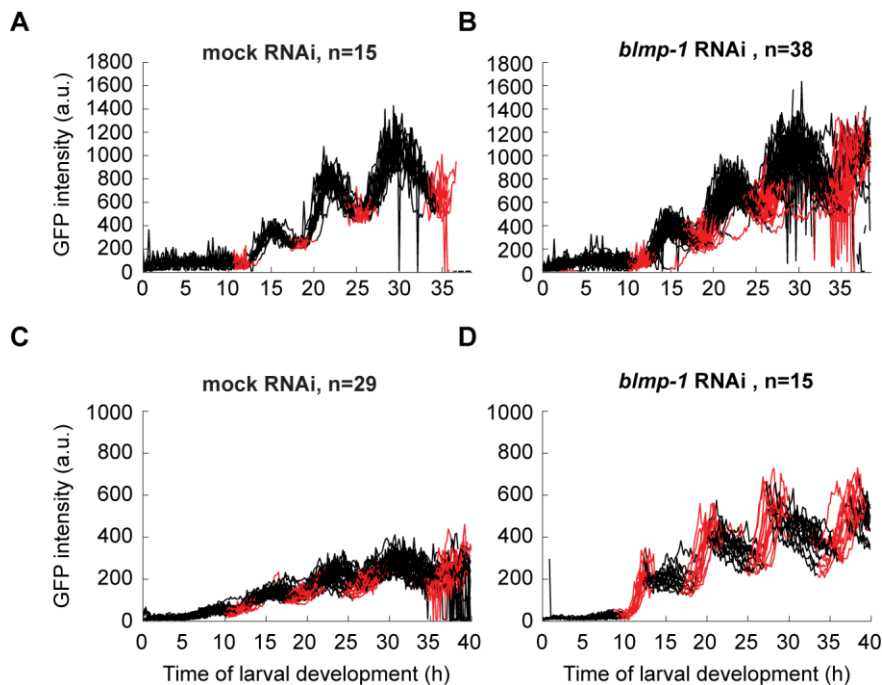 A
mock RNAi, n=15
GFP intensity (a.u.)
1800
1600
1400
1200
1000
800
600
400
200
0
0 5 10 15 20 25 30 35
B
blmp-1 RNAi , n=38
1800
1600
1400
1200
1000
800
600
400
200
0
0 5 10 15 20 25 30 35
C
mock RNAi, n=29
GFP intensity (a.u.)
1000
800
600
400
200
0
0 5 10 15 20 25 30 35 40
Time of larval development (h)
D
blmp-1 RNAi , n=15
1000
800
600
400
200
0
0 5 10 15 20 25 30 35 40
Time of larval development (h)